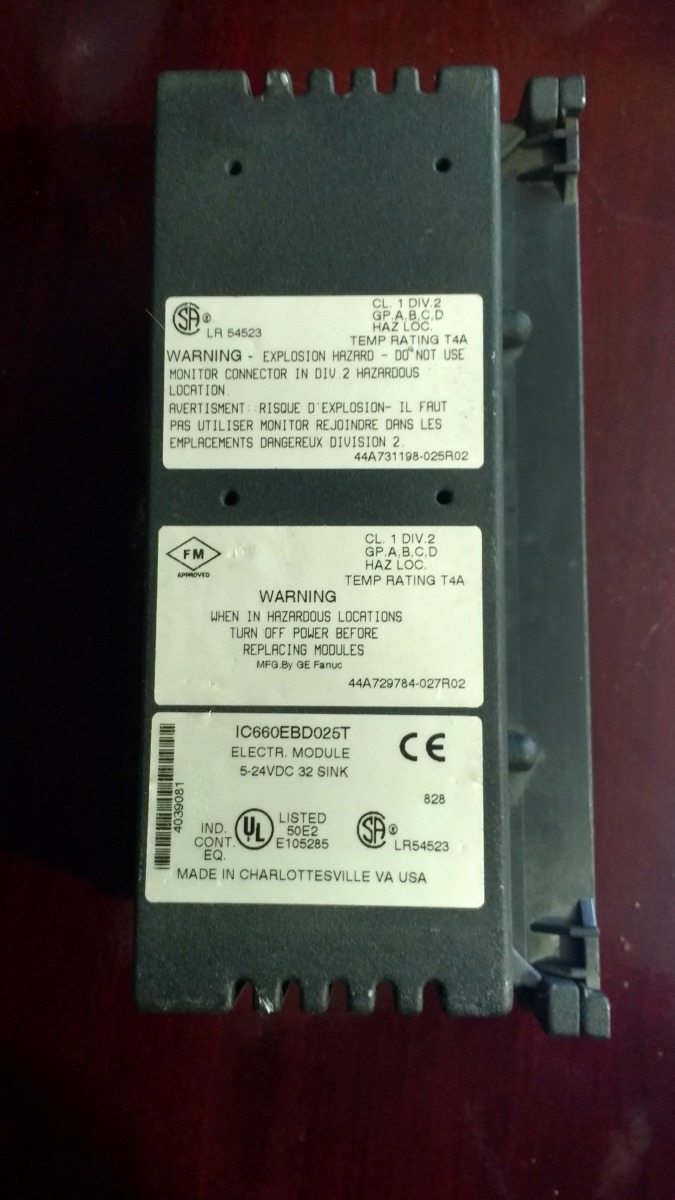 SA ®
LR 54523
CL. 1 DIV.2
GP.A,B,C,D
HAZ LOC.
TEMP RATING T4A
WARNING - EXPLOSION HAZARD - DO NOT USE
MONITOR CONNECTOR IN DIV.2 HAZARDOUS
LOCATION.
AVERTISMENT: RISQUE D'EXPLOSION- IL FAUT
PAS UTILISER MONITOR REJOINDRE DANS LES
EMPLACEMENTS DANGEREUX DIVISION 2.
44A731198-025R02
FM
APPROVED
CL. 1 DIV.2
GP.A,B,C,D
HAZ LOC.
TEMP RATING T4A
WARNING
WHEN IN HAZARDOUS LOCATIONS
TURN OFF POWER BEFORE
REPLACING MODULES
MFG.By GE Fanuc
44A729784-027R02
4039081
IC660EBD025T
ELECTR. MODULE
5-24VDC 32 SINK
CE
828
IND.
CONT.
EQ.
UL
LISTED
50E2
E105285
SA ®
LR54523
MADE IN CHARLOTTESVILLE VA USA